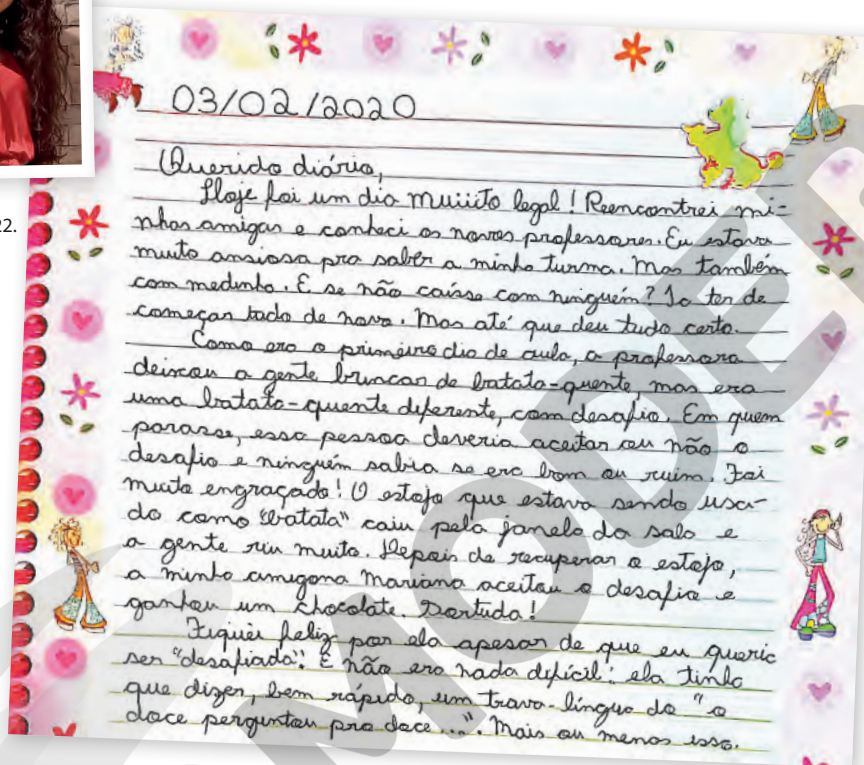 22.
03/02/2020
Querido diário,
Hoje foi um dia muiiito legal! Reencontrei mi-
nhas amigas e conheci os novos professores. Eu estava
muito ansiosa pra saber a minha turma. Mas também
com medinho. E se não caísse com ninguém? Ia ter de
começar tudo de novo. Mas até que deu tudo certo.
Como era o primeiro dia de aula, a professora
deixou a gente brincar de batata-quente, mas era
uma batata-quente diferente, com desafio. Em quem
parasse, essa pessoa deveria aceitar ou não o
desafio e ninguém sabia se era bom ou ruim. Foi
muito engraçado! O estojo que estava sendo usa-
do como "batata" caiu pela janela da sala e
a gente riu muito. Depois de recuperar o estojo,
a minha amigona Mariana aceitou o desafio e
ganhou um chocolate. Sortuda!
Fiquei feliz por ela apesar de que eu queria
ser "desafiada". E não era nada difícil: ela tinha
que dizer, bem rápido, um trava-língua do "o
doce perguntou pro doce...". Mais ou menos isso.
MODER